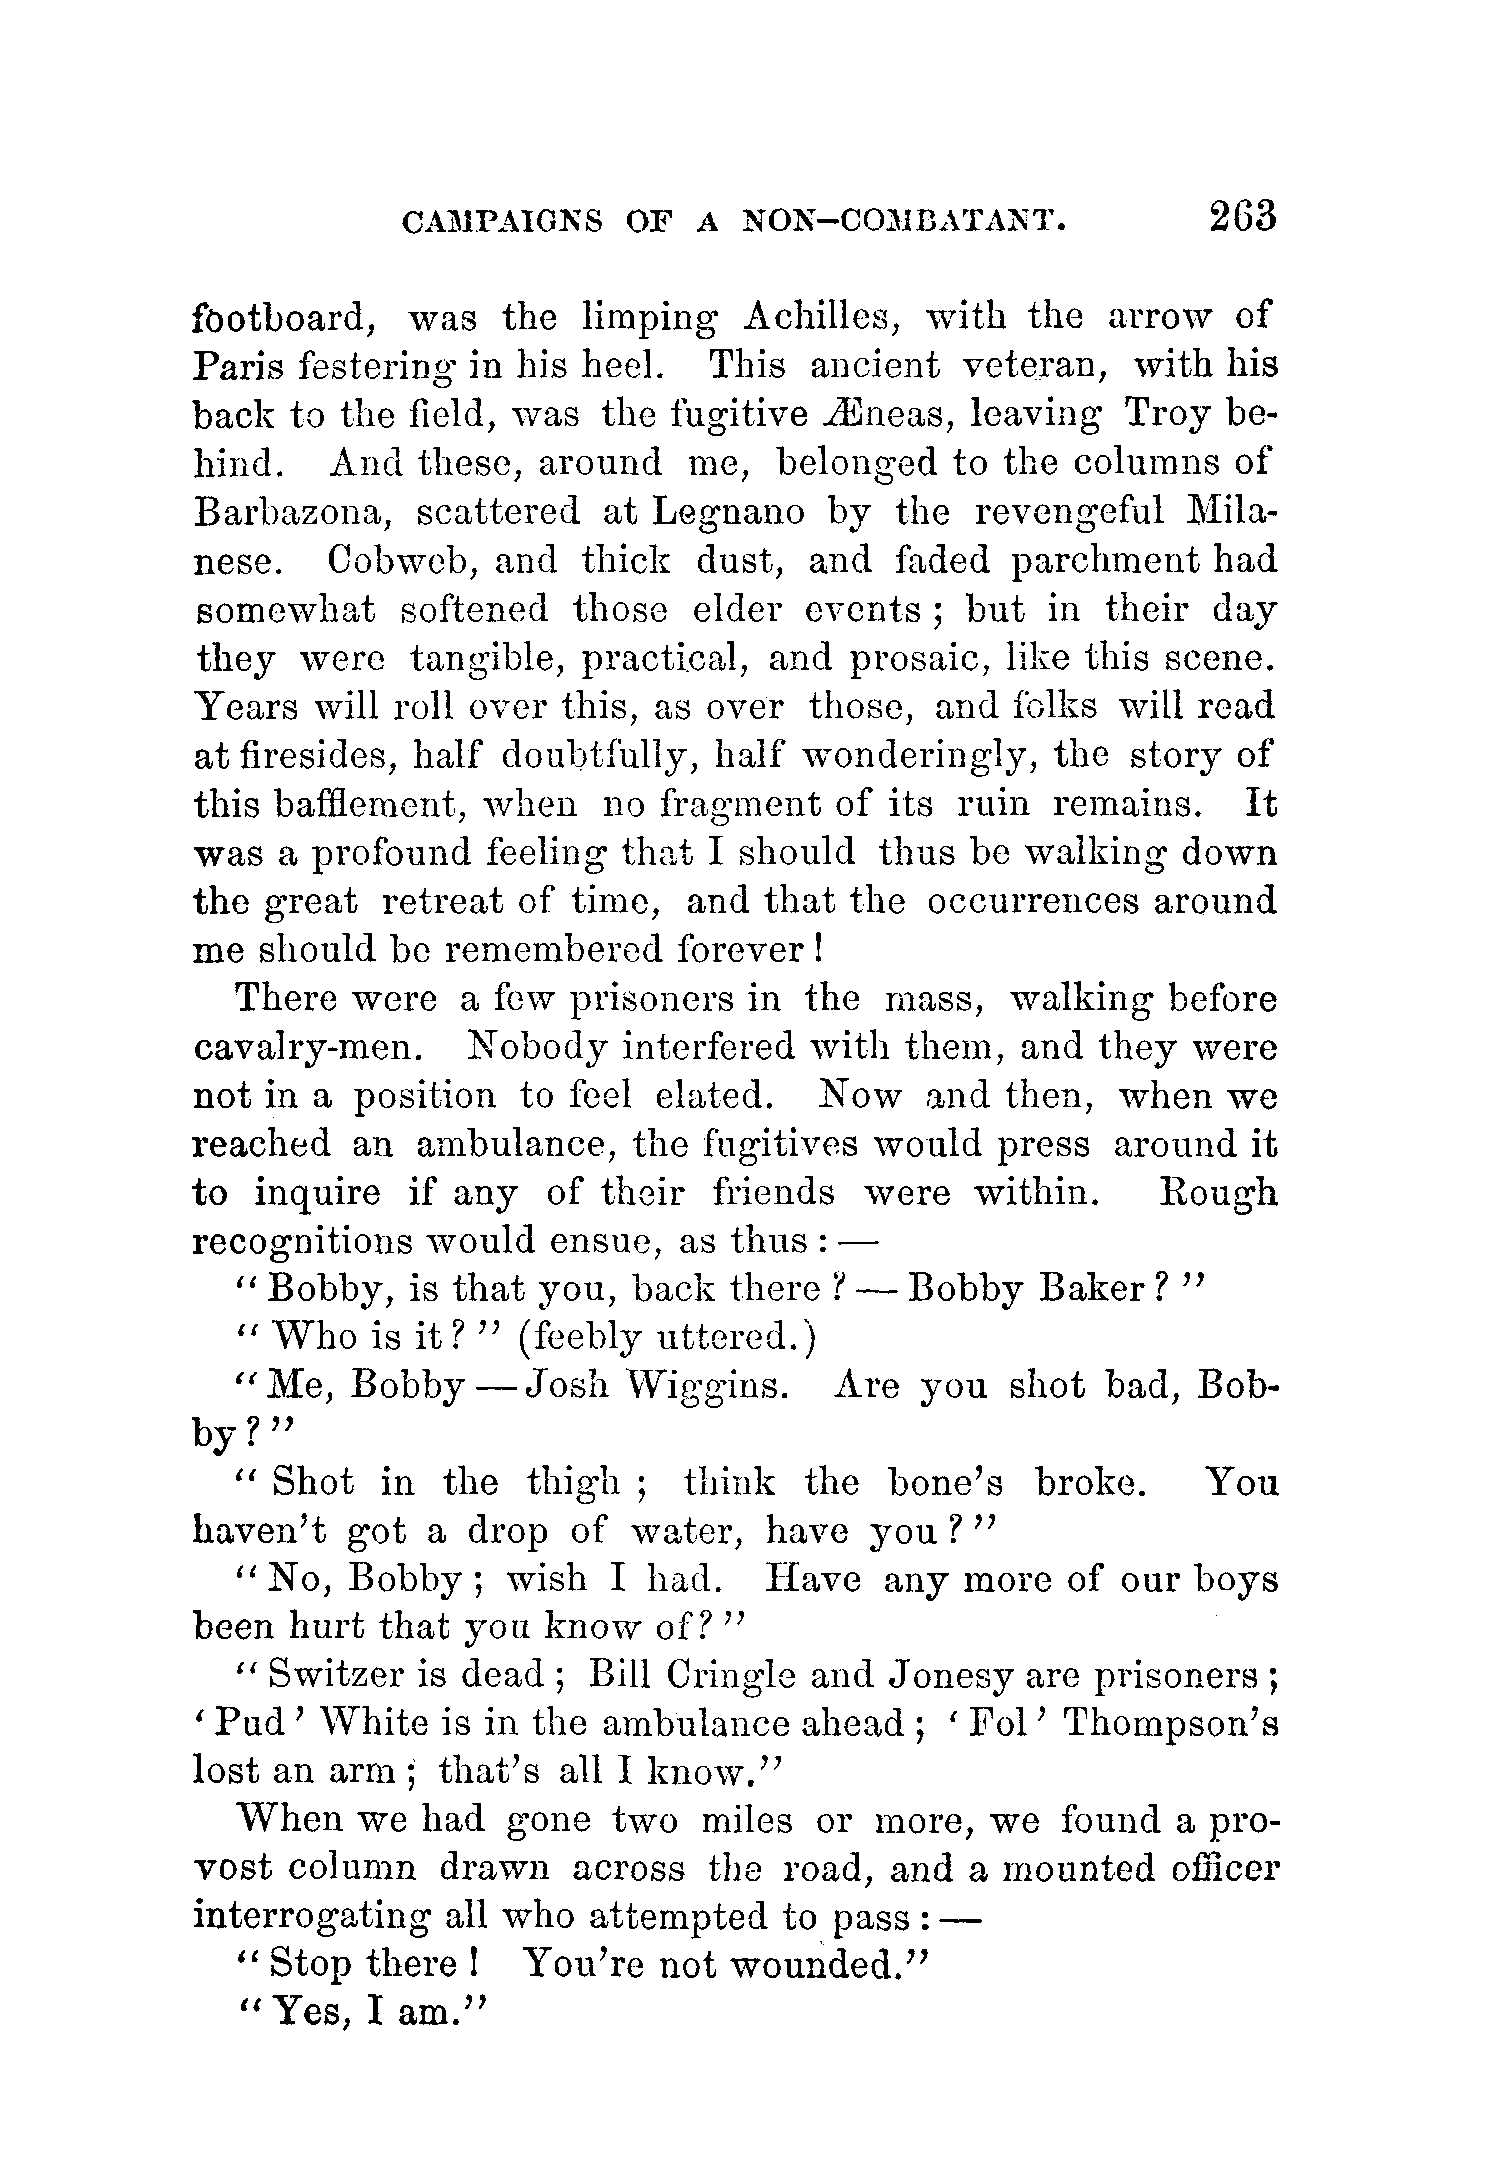 CAMPAIGNS OF A NON-COMBATANT. 263
footboard, was the limping Achilles, with the arrow of
Paris festering in his heel. This ancient veteran, with his
back to the field, was the fugitive Æneas, leaving Troy be-
hind. And these, around me, belonged to the columns of
Barbazona, scattered at Legnano by the revengeful Mila-
nese. Cobweb, and thick dust, and faded parchment had
somewhat softened those elder events; but in their day
they were tangible, practical, and prosaic, like this scene.
Years will roll over this, as over those, and folks will read
at firesides, half doubtfully, half wonderingly, the story of
this bafflement, when no fragment of its ruin remains. It
was a profound feeling that I should thus be walking down
the great retreat of time, and that the occurrences around
me should be remembered forever!
There were a few prisoners in the mass, walking before
cavalry-men. Nobody interfered with them, and they were
not in a position to feel elated. Now and then, when we
reached an ambulance, the fugitives would press around it
to inquire if any of their friends were within. Rough
recognitions would ensue, as thus:—
"Bobby, is that you, back there?—Bobby Baker?"
"Who is it?" (feebly uttered.)
"Me, Bobby—Josh Wiggins. Are you shot bad, Bob-
by?"
"Shot in the thigh; think the bone's broke. You
haven't got a drop of water, have you?"
"No, Bobby; wish I had. Have any more of our boys
been hurt that you know of?"
"Switzer is dead; Bill Cringle and Jonesy are prisoners;
'Pud' White is in the ambulance ahead; 'Fol' Thompson's
lost an arm; that's all I know."
When we had gone two miles or more, we found a pro-
vost column drawn across the road, and a mounted officer
interrogating all who attempted to pass:—
"Stop there! You're not wounded."
"Yes, I am."